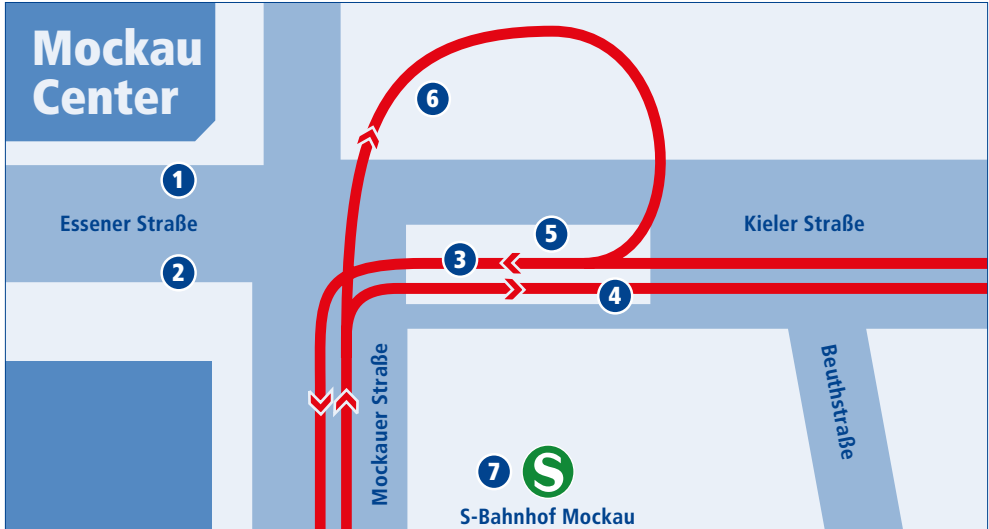 Mockau
Center
6
1
Essener Straße
5
Kieler Straße
3
2
4
Mockauer Straße
Beuthstraße
7
S
S-Bahnhof Mockau